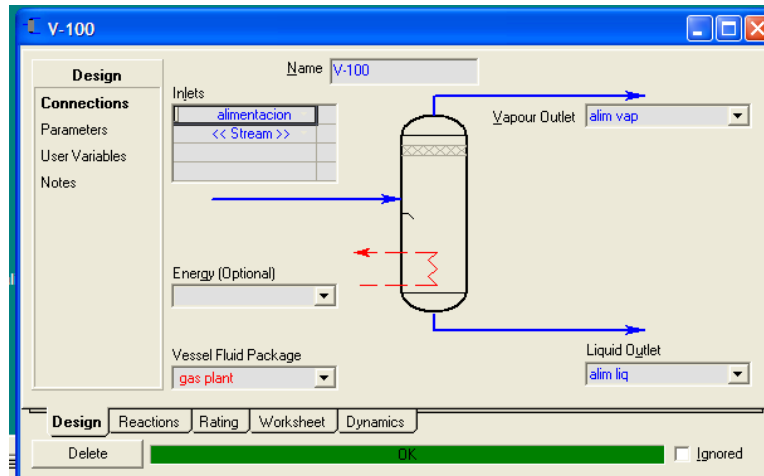 V-100
Design
Connections
Parameters
User Variables
Notes
Name V-100
Inlets
alimentacion
<< Stream >>
Vapour Outlet alim vap
Energy (Optional)
Vessel Fluid Package
gas plant
Liquid Outlet
alim liq
Design Reactions Rating Worksheet Dynamics
Delete OK Ignored